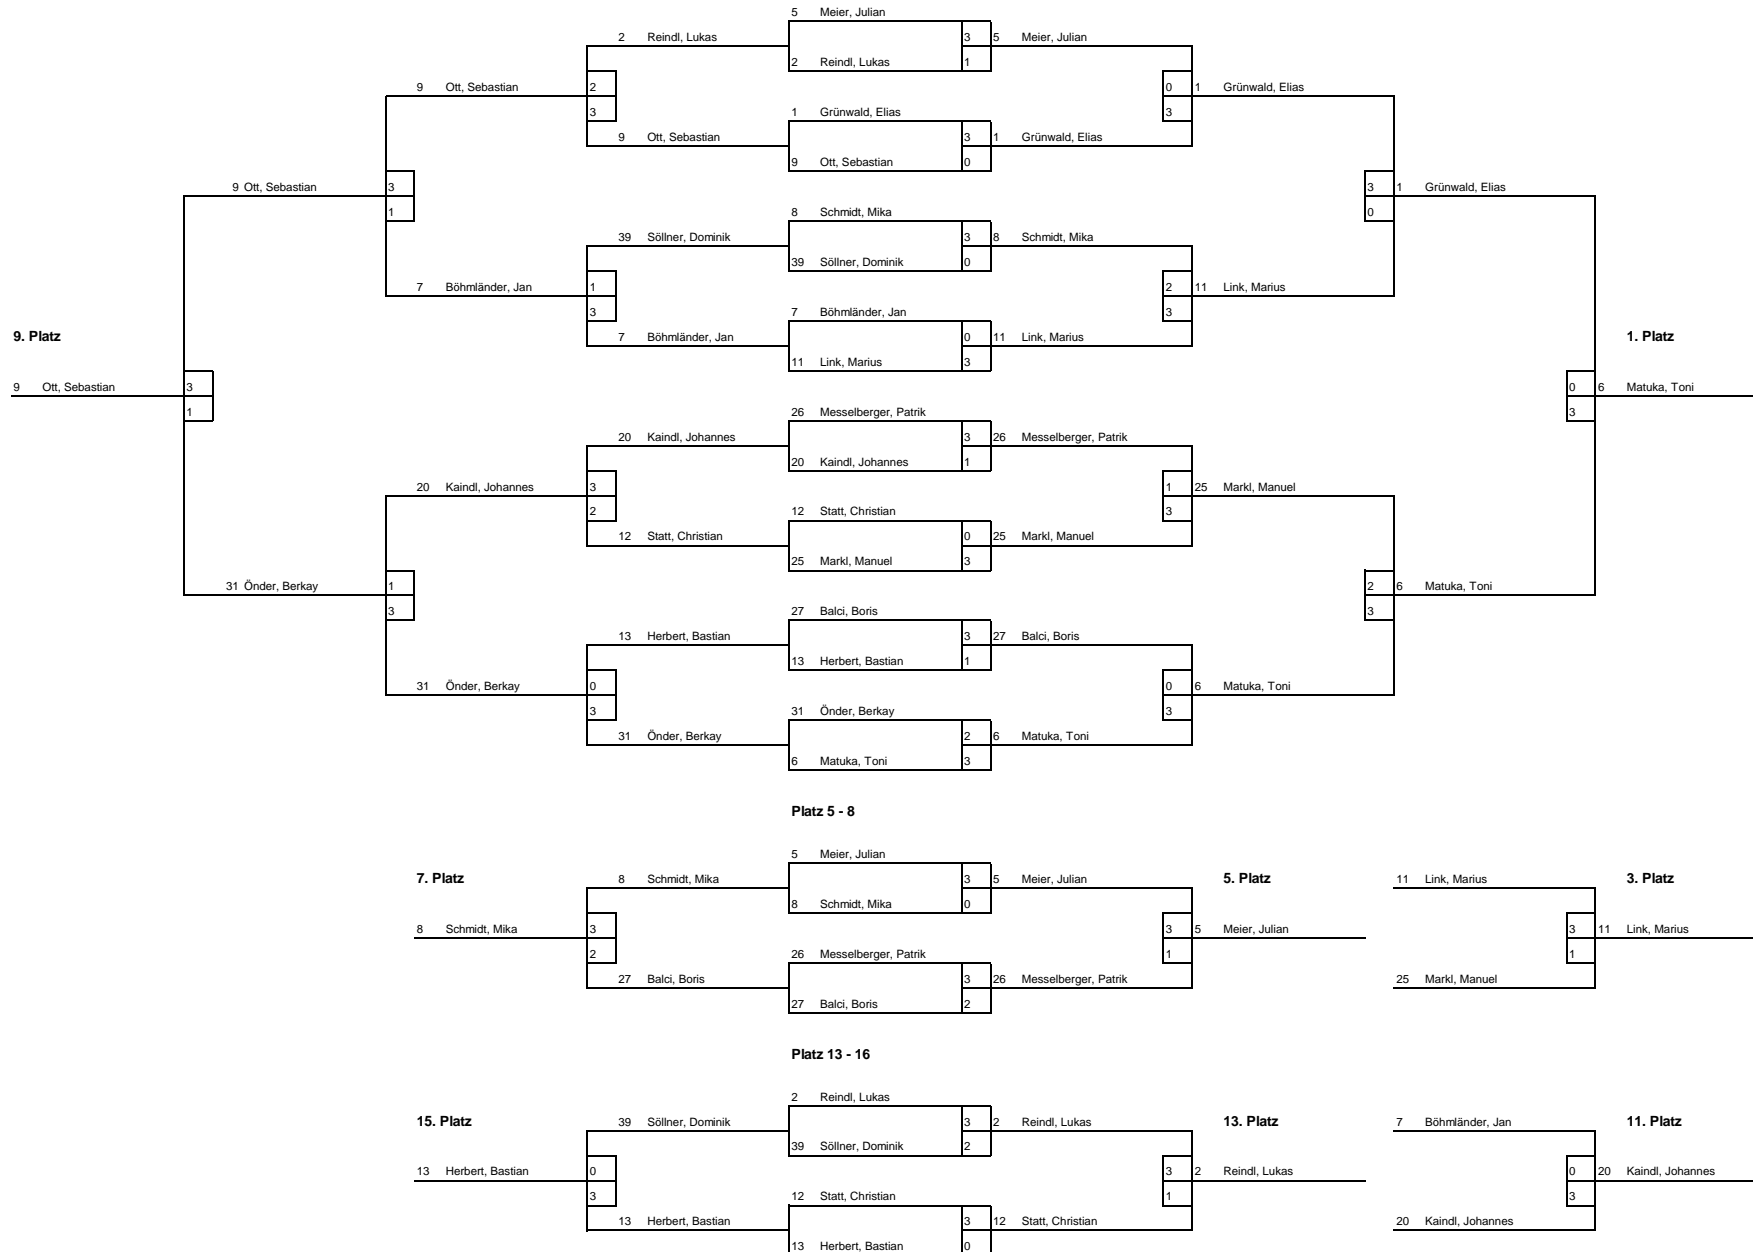 5 Meier, Julian
2 Reindl, Lukas 3 5 Meier, Julian
2 Reindl, Lukas 1
9 Ott, Sebastian 2 0 1 Grünwald, Elias
3 1 Grünwald, Elias 3
9 Ott, Sebastian 3 1 Grünwald, Elias
9 Ott, Sebastian 0
9 Ott, Sebastian 3 3 1 Grünwald, Elias
1 8 Schmidt, Mika 0
39 Söllner, Dominik 3 8 Schmidt, Mika
39 Söllner, Dominik 0
7 Böhmländer, Jan 1 2 11 Link, Marius
3 7 Böhmländer, Jan 3
9. Platz 7 Böhmländer, Jan 0 11 Link, Marius 1. Platz
11 Link, Marius 3
9 Ott, Sebastian 3 0 6 Matuka, Toni
1 26 Messelberger, Patrik 3
20 Kaindl, Johannes 3 26 Messelberger, Patrik
20 Kaindl, Johannes 1
20 Kaindl, Johannes 3 1 25 Markl, Manuel
2 12 Statt, Christian 3
12 Statt, Christian 0 25 Markl, Manuel
25 Markl, Manuel 3
31 Önder, Berkay 1 2 6 Matuka, Toni
3 27 Balci, Boris 3
13 Herbert, Bastian 3 27 Balci, Boris
13 Herbert, Bastian 1
31 Önder, Berkay 0 0 6 Matuka, Toni
3 31 Önder, Berkay 3
31 Önder, Berkay 2 6 Matuka, Toni
6 Matuka, Toni 3
Platz 5 - 8
5 Meier, Julian
7. Platz 8 Schmidt, Mika 3 5 Meier, Julian 5. Platz 11 Link, Marius 3. Platz
8 Schmidt, Mika 0
8 Schmidt, Mika 3 3 5 Meier, Julian 3 11 Link, Marius
2 26 Messelberger, Patrik 1 1
27 Balci, Boris 3 26 Messelberger, Patrik 25 Markl, Manuel
27 Balci, Boris 2
Platz 13 - 16
2 Reindl, Lukas
15. Platz 39 Söllner, Dominik 3 2 Reindl, Lukas 13. Platz 7 Böhmländer, Jan 11. Platz
39 Söllner, Dominik 2
13 Herbert, Bastian 0 3 2 Reindl, Lukas 0 20 Kaindl, Johannes
3 12 Statt, Christian 1 3
13 Herbert, Bastian 3 12 Statt, Christian 20 Kaindl, Johannes
13 Herbert, Bastian 0